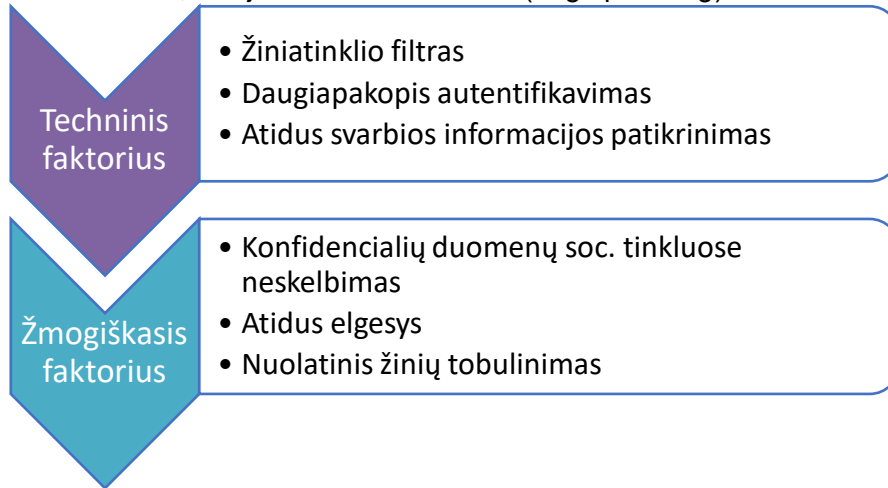 Techninis
faktorius
• Žiniatinklio filtras
• Daugiapakopis autentifikavimas
• Atidus svarbios informacijos patikrinimas
Žmogiškasis
faktorius
• Konfidencialių duomenų soc. tinkluose
neskelbimas
• Atidus elgesys
• Nuolatinis žinių tobulinimas